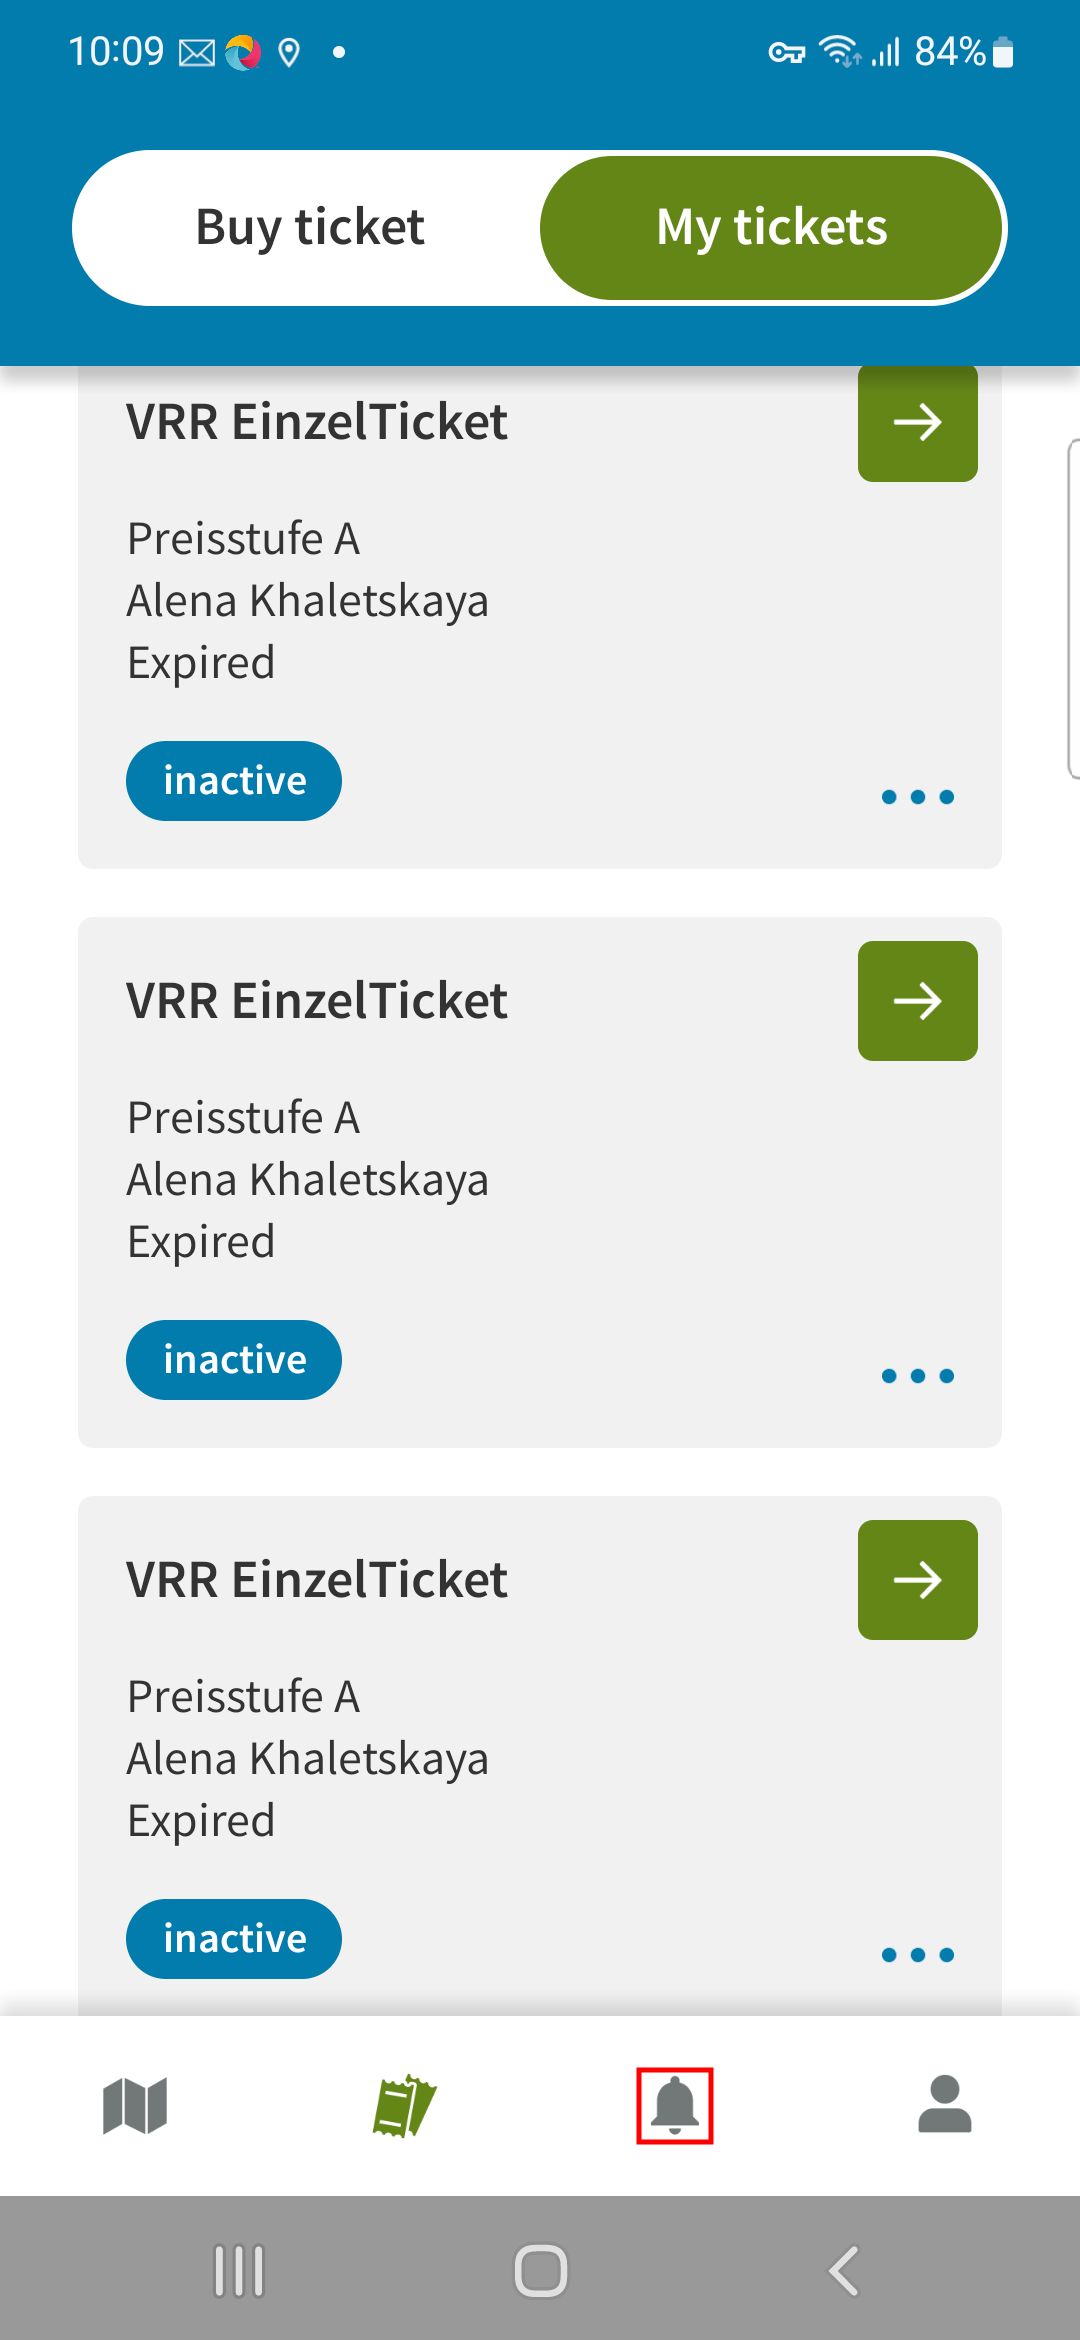 10:09
84%
Buy ticket
My tickets
VRR EinzelTicket
Preisstufe A
Alena Khaletskaya
Expired
inactive
VRR EinzelTicket
Preisstufe A
Alena Khaletskaya
Expired
inactive
VRR EinzelTicket
Preisstufe A
Alena Khaletskaya
Expired
inactive